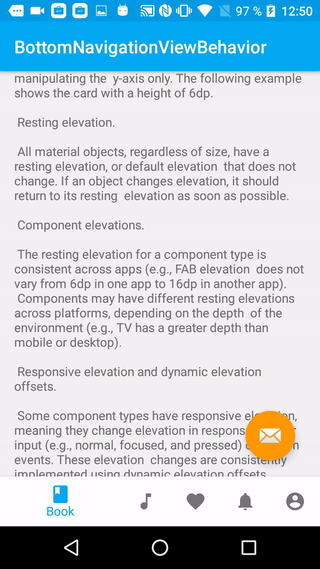 97 % 12:50
BottomNavigationViewBehavior
manipulating the y-axis only. The following example
shows the card with a height of 6dp.
Resting elevation.
All material objects, regardless of size, have a
resting elevation, or default elevation that does not
change. If an object changes elevation, it should
return to its resting elevation as soon as possible.
Component elevations.
The resting elevation for a component type is
consistent across apps (e.g., FAB elevation does not
vary from 6dp in one app to 16dp in another app).
Components may have different resting elevations
across platforms, depending on the depth of the
environment (e.g., TV has a greater depth than
mobile or desktop).
Responsive elevation and dynamic elevation
offsets.
Some component types have responsive
meaning they change elevation in
input (e.g., normal, focused, and pressed)
events. These elevation changes are consistently
implemented using dynamic elevation offsets.
Book